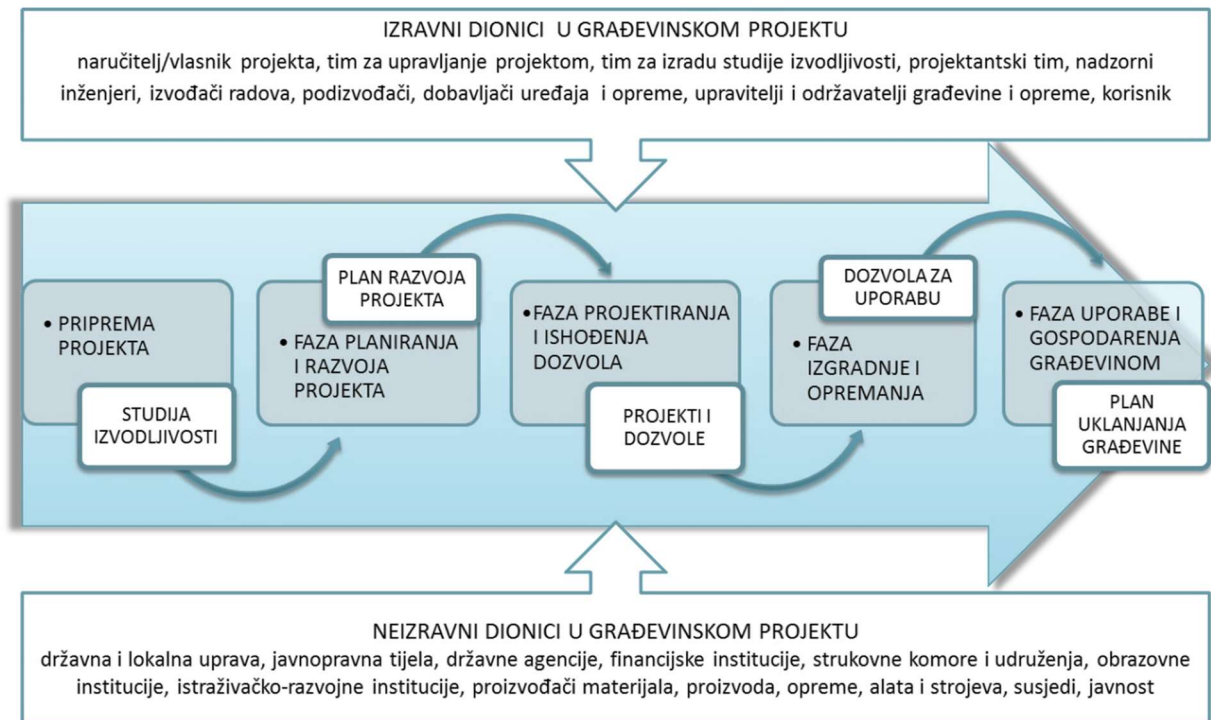 IZRAVNI DIONICI U GRAĐEVINSKOM PROJEKTU
naručitelj/vlasnik projekta, tim za upravljanje projektom, tim za izradu studije izvodljivosti, projektantski tim, nadzorni
inženjeri, izvođači radova, podizvođači, dobavljači uređaja i opreme, upravitelji i održavatelji građevine i opreme, korisnik
• PRIPREMA
PROJEKTA
STUDIJA
IZVODLJIVOSTI
PLAN RAZVOJA
PROJEKTA
• FAZA PLANIRANJA
I RAZVOJA
PROJEKTA
•FAZA PROJEKTIRANJA
I ISHOĐENJA
DOZVOLA
PROJEKTI I
DOZVOLE
DOZVOLA ZA
UPORABU
• FAZA
IZGRADNJE I
OPREMANJA
• FAZA UPORABE I
GOSPODARENJA
GRAĐEVINOM
PLAN
UKLANJANJA
GRAĐEVINE
NEIZRAVNI DIONICI U GRAĐEVINSKOM PROJEKTU
državna i lokalna uprava, javnopravna tijela, državne agencije, financijske institucije, strukovne komore i udruženja, obrazovne
institucije, istraživačko-razvojne institucije, proizvođači materijala, proizvoda, opreme, alata i strojeva, susjedi, javnost